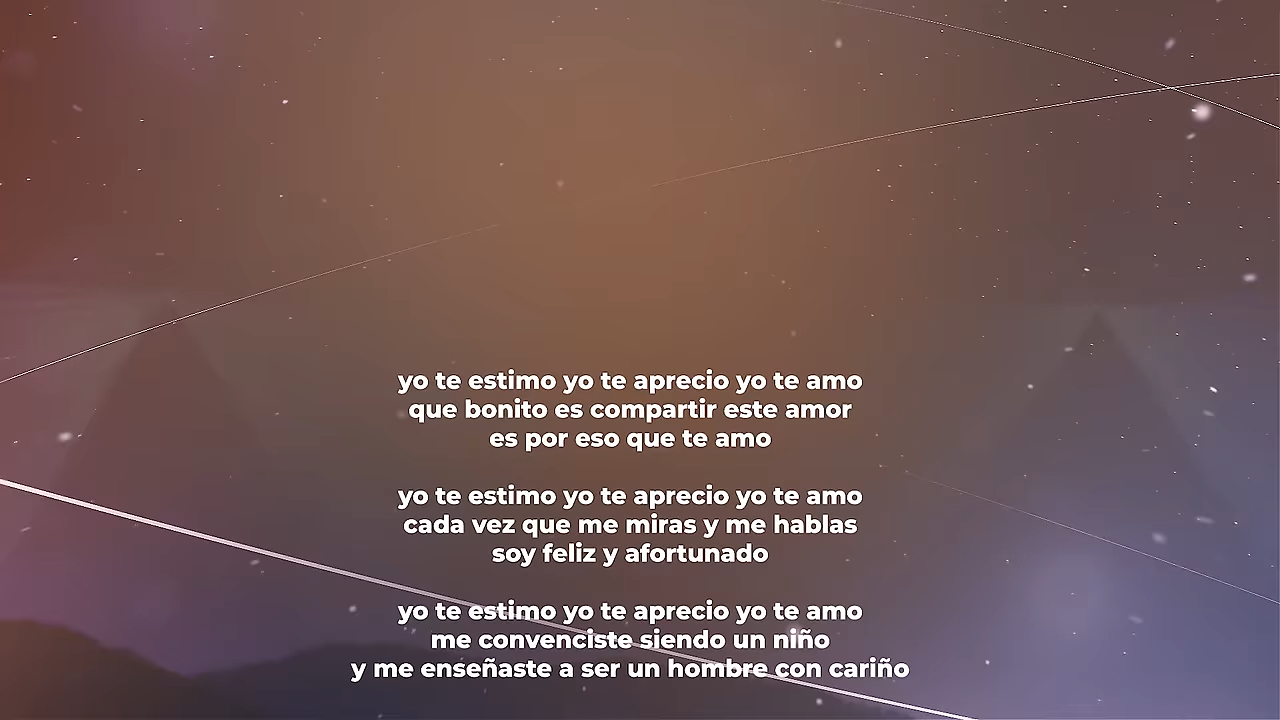 yo te estimo yo te aprecio yo te amo
que bonito es compartir este amor
es por eso que te amo
yo te estimo yo te aprecio yo te amo
cada vez que me miras y me hablas
soy feliz y afortunado
yo te estimo yo te aprecio yo te amo
me convenciste siendo un niño
y me enseñaste a ser un hombre con cariño